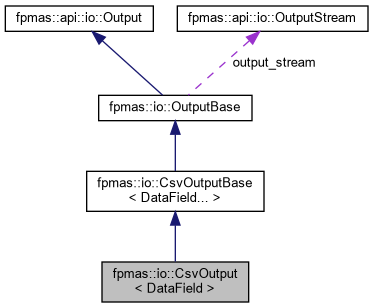 fpmas::api::io::Output
fpmas::api::io::OutputStream
output_stream
fpmas::io::OutputBase
fpmas::io::CsvOutputBase
< DataField... >
fpmas::io::CsvOutput
< DataField >